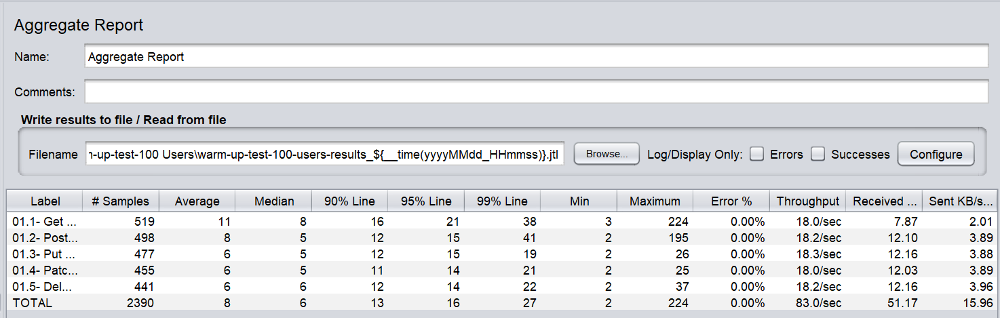 Aggregate Report
Name: Aggregate Report
Comments:
Write results to file / Read from file
Filename n-up-test-100 Users\warm-up-test-100-users-results_${__time(yyyyMMdd_HHmmss)}.jtl Browse... Log/Display Only: Errors Successes Configure
Label # Samples Average Median 90% Line 95% Line 99% Line Min Maximum Error % Throughput Received ... Sent KB/s...
01.1- Get ... 519 11 8 16 21 38 3 224 0.00% 18.0/sec 7.87 2.01
01.2- Post... 498 8 5 12 15 41 2 195 0.00% 18.2/sec 12.10 3.89
01.3- Put ... 477 6 5 12 15 19 2 26 0.00% 18.3/sec 12.16 3.88
01.4- Patc... 455 6 5 11 14 21 2 25 0.00% 18.0/sec 12.03 3.89
01.5- Del... 441 6 6 12 14 22 2 37 0.00% 18.2/sec 12.16 3.96
TOTAL 2390 8 6 13 16 27 2 224 0.00% 83.0/sec 51.17 15.96